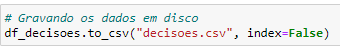 # Gravando os dados em disco
df_decisoes.to_csv("decisoes.csv", index=False)